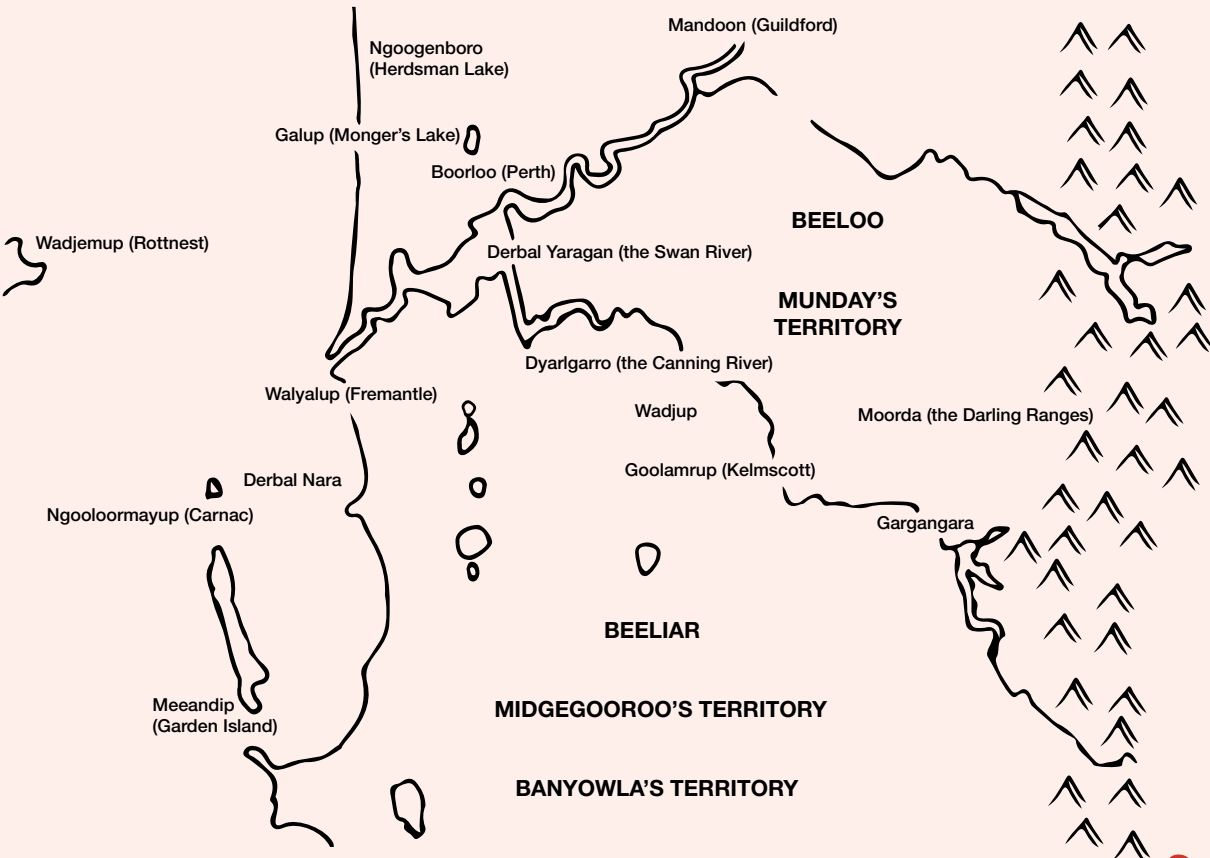 Mandoon (Guildford)
Ngoogenboro
(Herdsman Lake)
Galup (Monger's Lake)
Boorloo (Perth)
BEELOO
Wadjemup (Rottnest)
Derbal Yaragan (the Swan River)
MUNDAY'S
TERRITORY
Dyarlgarro (the Canning River)
Walyalup (Fremantle)
Wadjup
Moorda (the Darling Ranges)
Goolamrup (Kelmscott)
Derbal Nara
Ngooloormayup (Carnac)
Gargangara
BEELIAR
Meeandip
(Garden Island)
MIDGEGOOROO'S TERRITORY
BANYOWLA'S TERRITORY